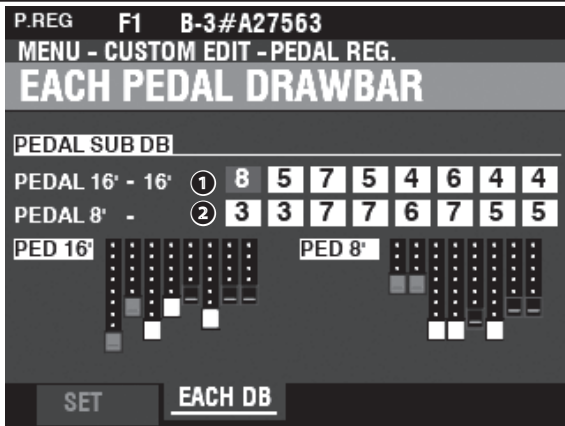 P.REG F1 B-3#A27563
MENU - CUSTOM EDIT -PEDAL REG.
EACH PEDAL DRAWBAR
PEDAL SUB DB
PEDAL 16' - 16' 1 8 5 7 5 4 6 4 4
PEDAL 8' - 2 3 3 7 7 6 7 5 5
PED 16' PED 8'
SET EACH DB